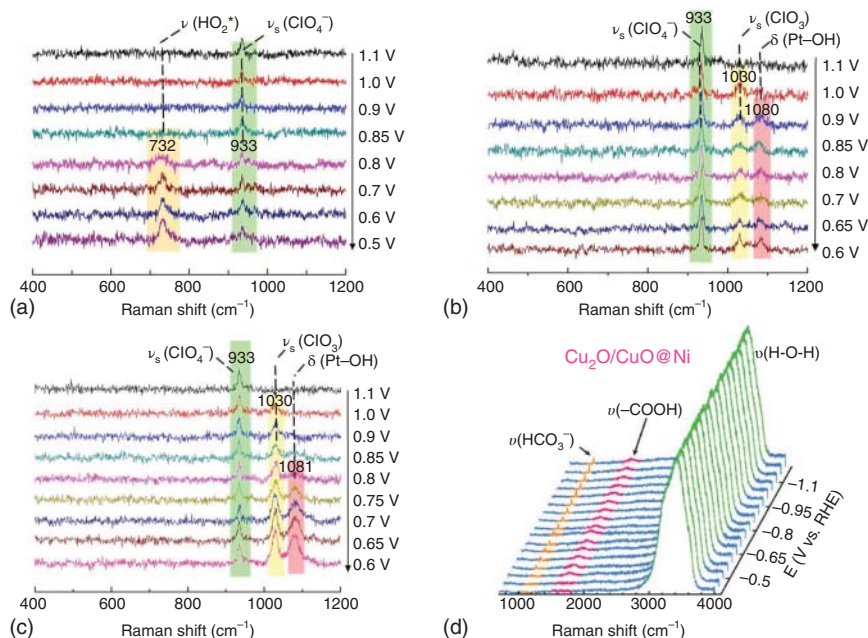 ν (HO₂*)
νₛ (ClO₄⁻)
1.1 V
1.0 V
0.9 V
0.85 V
732
933
0.8 V
0.7 V
0.6 V
0.5 V
400 600 800 1000 1200
Raman shift (cm⁻¹)
(a)
933
νₛ (ClO₄⁻)
νₛ (ClO₃)
δ (Pt–OH)
1030
1080
1.1 V
1.0 V
0.9 V
0.85 V
0.8 V
0.7 V
0.65 V
0.6 V
400 600 800 1000 1200
Raman shift (cm⁻¹)
(b)
νₛ (ClO₄⁻)
933
νₛ (ClO₃)
δ (Pt–OH)
1030
1081
1.1 V
1.0 V
0.9 V
0.85 V
0.8 V
0.75 V
0.7 V
0.65 V
0.6 V
400 600 800 1000 1200
Raman shift (cm⁻¹)
(c)
Cu₂O/CuO@Ni
υ(H-O-H)
υ(–COOH)
υ(HCO₃⁻)
–1.1
–0.95
–0.8
–0.65
–0.5
E (V vs. RHE)
1000 2000 3000 4000
Raman shift (cm⁻¹)
(d)